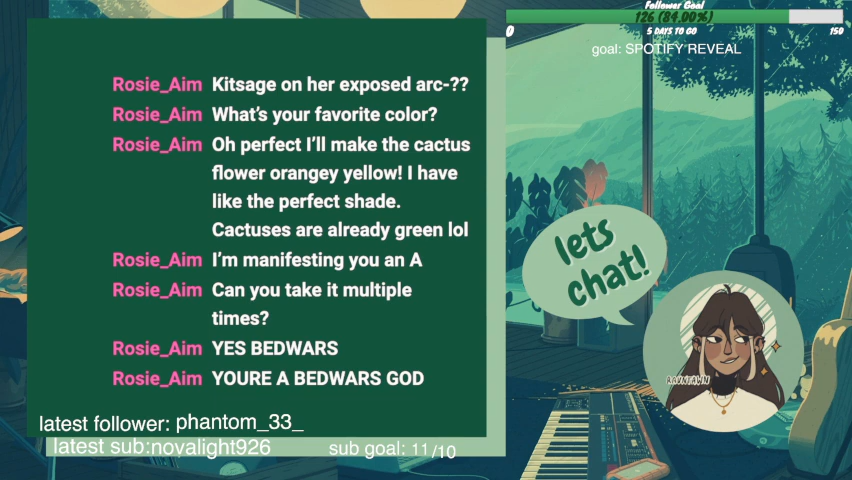 Follower Goal
126 (84.00%)
0 5 DAYS TO GO 150
goal: SPOTIFY REVEAL
Rosie_Aim Kitsage on her exposed arc-??
Rosie_Aim What's your favorite color?
Rosie_Aim Oh perfect I'll make the cactus
flower orangey yellow! I have
like the perfect shade.
Cactuses are already green lol
Rosie_Aim I'm manifesting you an A
Rosie_Aim Can you take it multiple
times?
Rosie_Aim YES BEDWARS
Rosie_Aim YOURE A BEDWARS GOD
lets
chat!
latest follower: phantom_33_
latest sub:novalight926
sub goal: 11/10